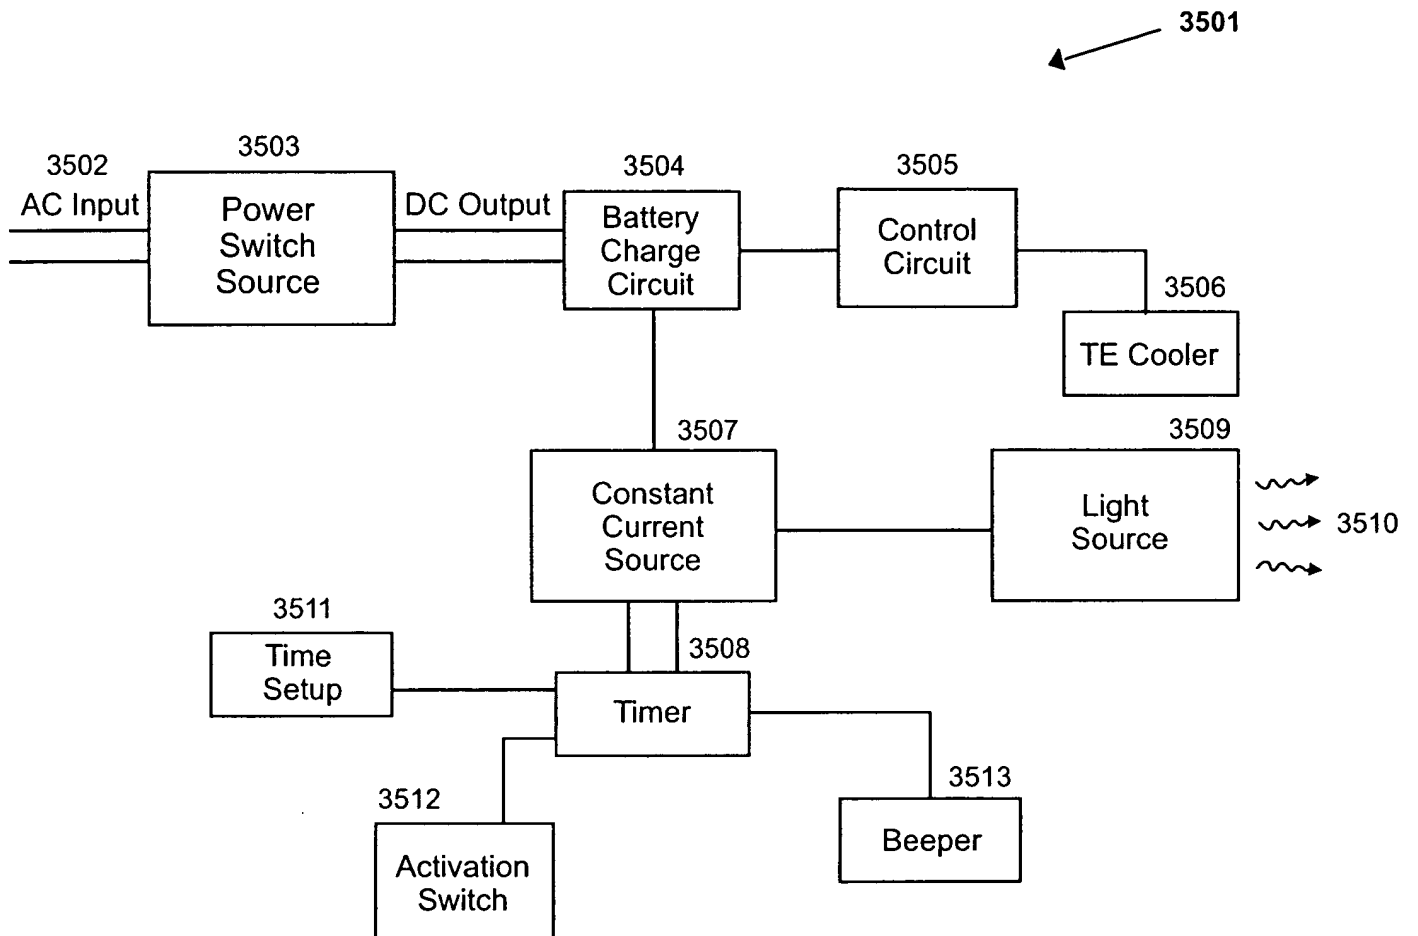 3501
3502
AC Input
3503
Power
Switch
Source
DC Output
3504
Battery
Charge
Circuit
3505
Control
Circuit
3506
TE Cooler
3507
Constant
Current
Source
3509
Light
Source
3510
3511
Time
Setup
3508
Timer
3512
Activation
Switch
3513
Beeper